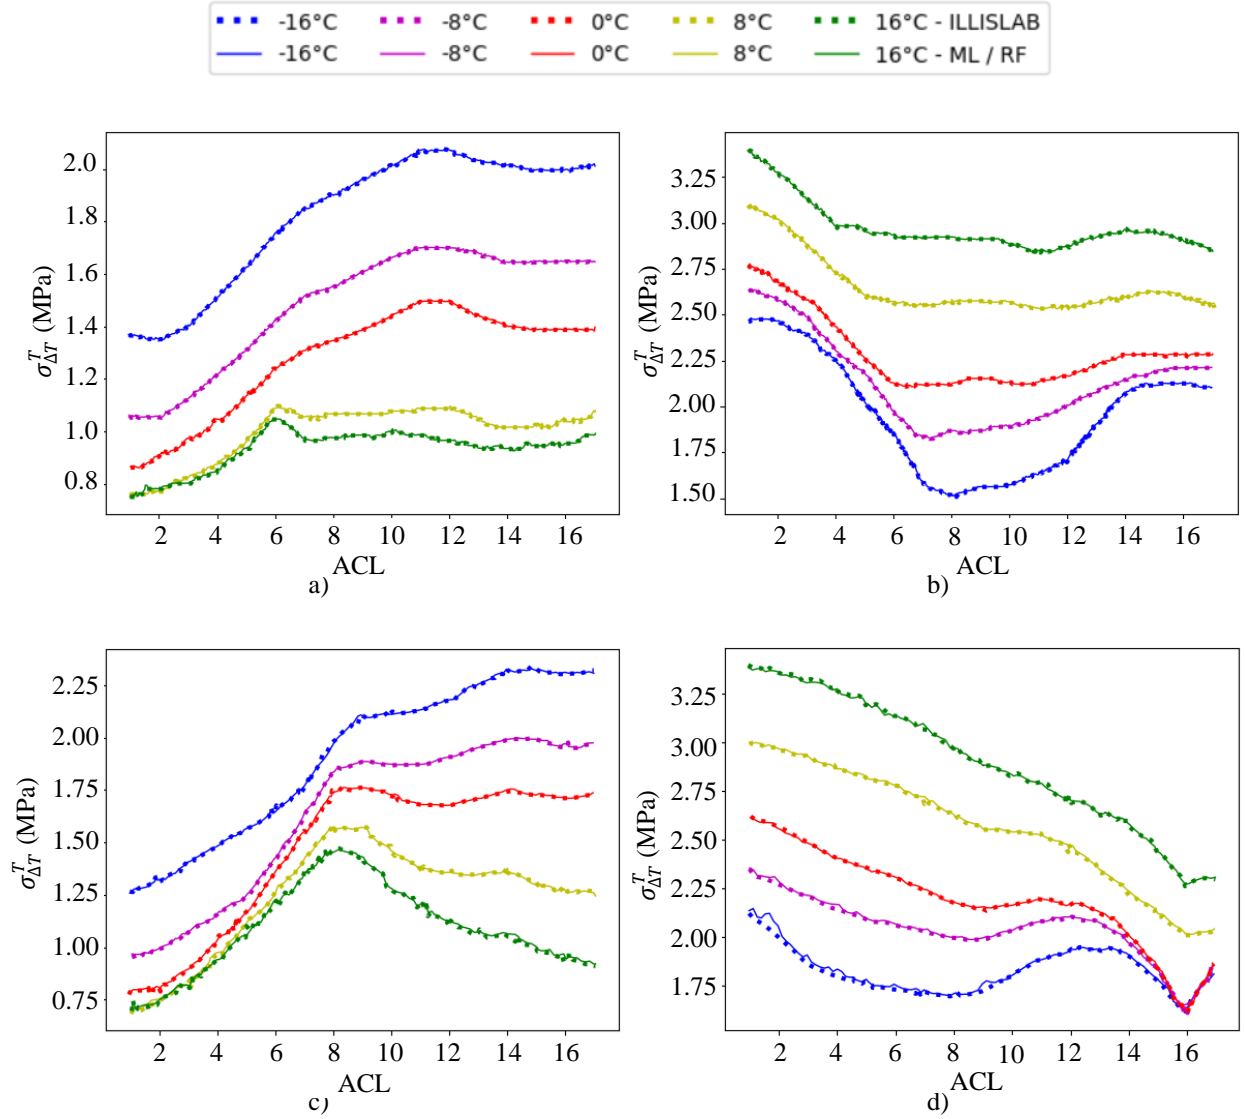 -16°C -8°C 0°C 8°C 16°C - ILLISLAB
-16°C -8°C 0°C 8°C 16°C - ML / RF
2.0
1.8
1.6
1.4
1.2
1.0
0.8
σ^T_ΔT (MPa)
2 4 6 8 10 12 14 16
ACL
a)
3.25
3.00
2.75
2.50
2.25
2.00
1.75
1.50
σ^T_ΔT (MPa)
2 4 6 8 10 12 14 16
ACL
b)
2.25
2.00
1.75
1.50
1.25
1.00
0.75
σ^T_ΔT (MPa)
2 4 6 8 10 12 14 16
ACL
c)
3.25
3.00
2.75
2.50
2.25
2.00
1.75
σ^T_ΔT (MPa)
2 4 6 8 10 12 14 16
ACL
d)